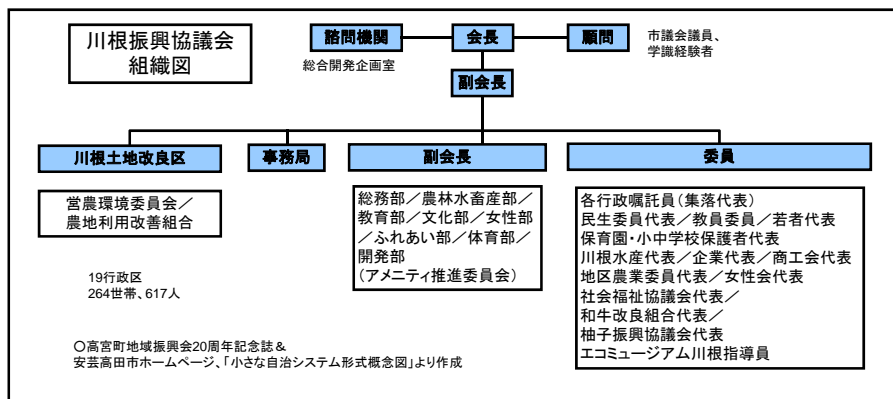 川根振興協議会
組織図
諮問機関
会長
顧問
市議会議員、
学識経験者
総合開発企画室
副会長
川根土地改良区
事務局
副会長
委員
営農環境委員会／
農地利用改善組合
総務部／農林水畜産部／
教育部／文化部／女性部
／ふれあい部／体育部／
開発部
（アメニティ推進委員会）
各行政嘱託員（集落代表）
民生委員代表／教員委員／若者代表
保育園・小中学校保護者代表
川根水産代表／企業代表／商工会代表
地区農業委員代表／女性会代表
社会福祉協議会代表／
和牛改良組合代表／
柚子振興協議会代表
エコミュージアム川根指導員
19行政区
264世帯、617人
〇高宮町地域振興会20周年記念誌＆
安芸高田市ホームページ、「小さな自治システム形式概念図」より作成